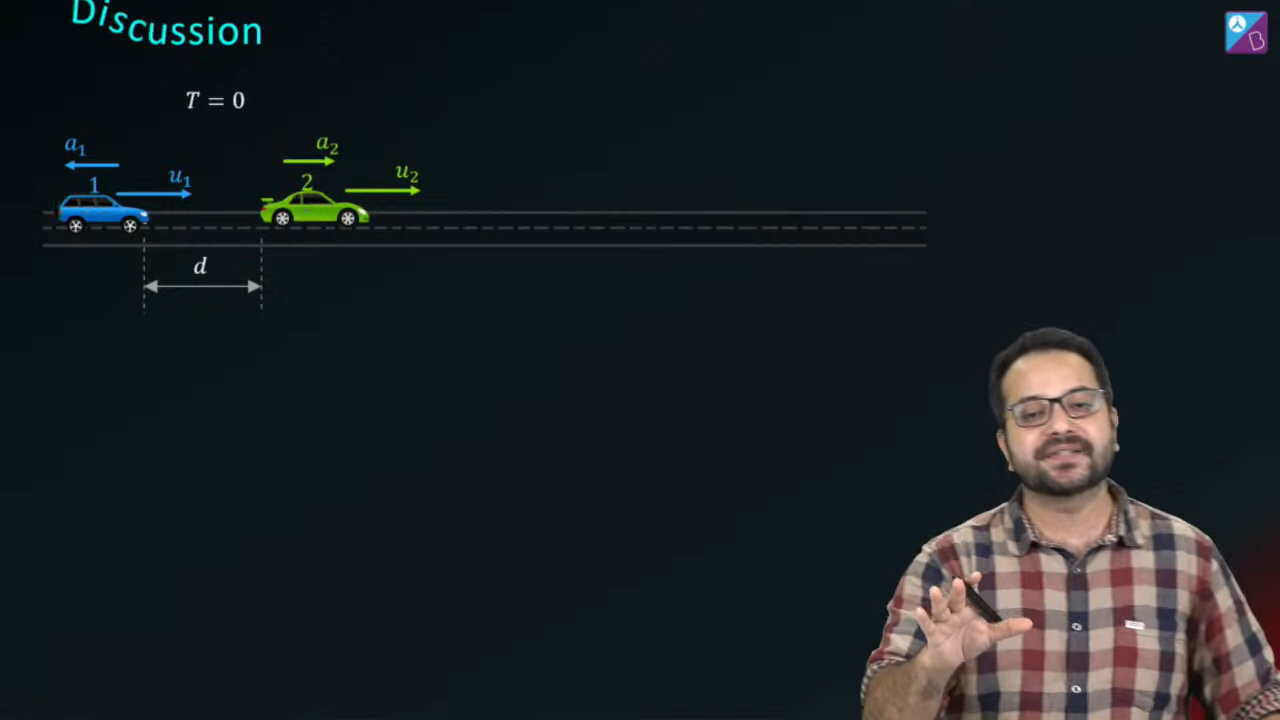 Discussion
T = 0
a₁
a₂
1
u₁
2
u₂
d
B